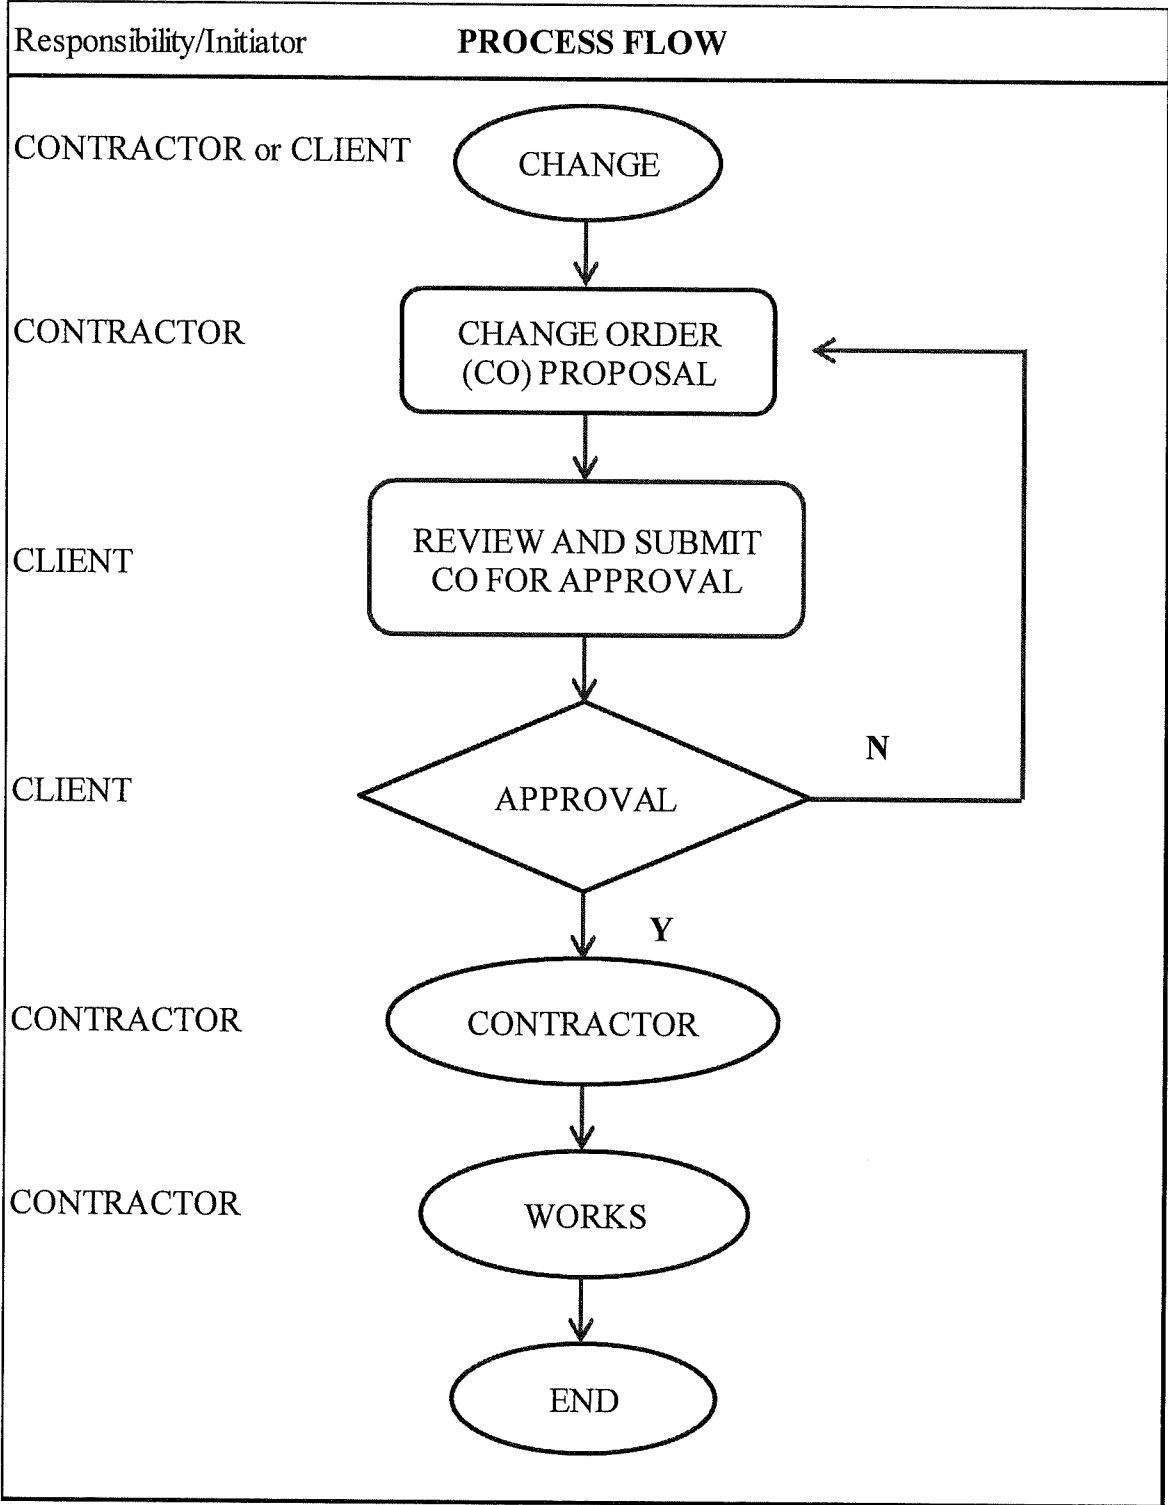 Responsibility/Initiator PROCESS FLOW
CONTRACTOR or CLIENT CHANGE
CONTRACTOR CHANGE ORDER
(CO) PROPOSAL
CLIENT REVIEW AND SUBMIT
CO FOR APPROVAL
N
CLIENT APPROVAL
Y
CONTRACTOR CONTRACTOR
CONTRACTOR WORKS
END